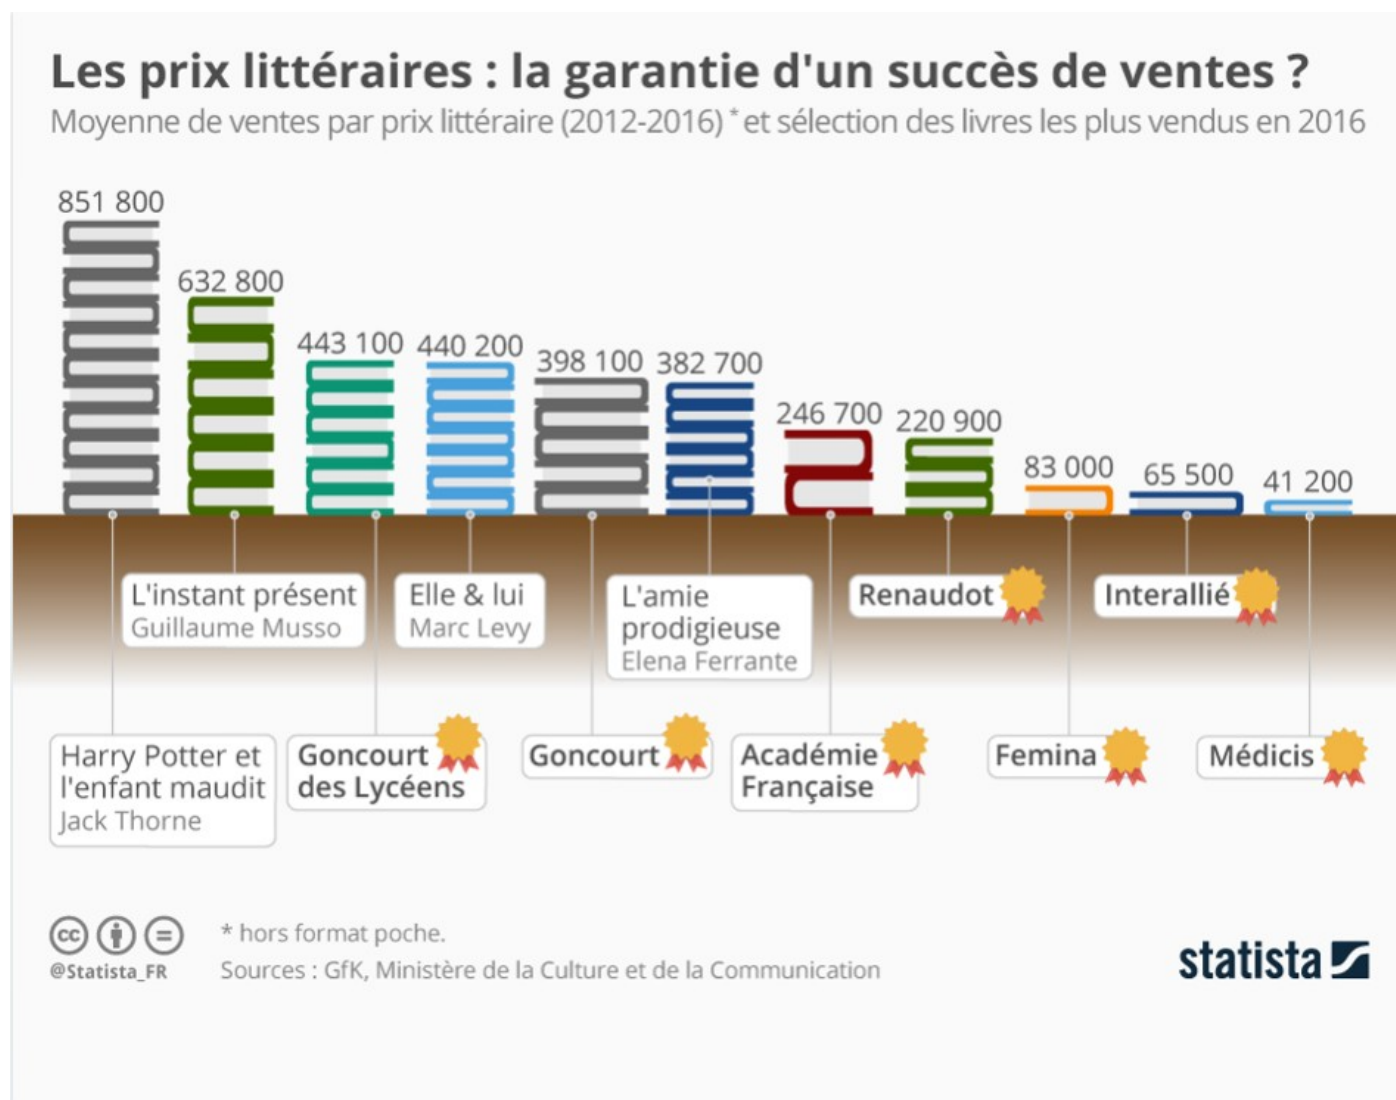 Les prix littéraires : la garantie d'un succès de ventes ?
Moyenne de ventes par prix littéraire (2012-2016) * et sélection des livres les plus vendus en 2016
851 800
632 800
443 100
440 200
398 100
382 700
246 700
220 900
83 000
65 500
41 200
L'instant présent
Guillaume Musso
Elle & lui
Marc Levy
L'amie
prodigieuse
Elena Ferrante
Renaudot
Interallié
Harry Potter et
l'enfant maudit
Jack Thorne
Goncourt
des Lycéens
Goncourt
Académie
Française
Femina
Médicis
cc
@Statista_FR
* hors format poche.
Sources : GfK, Ministère de la Culture et de la Communication
statista